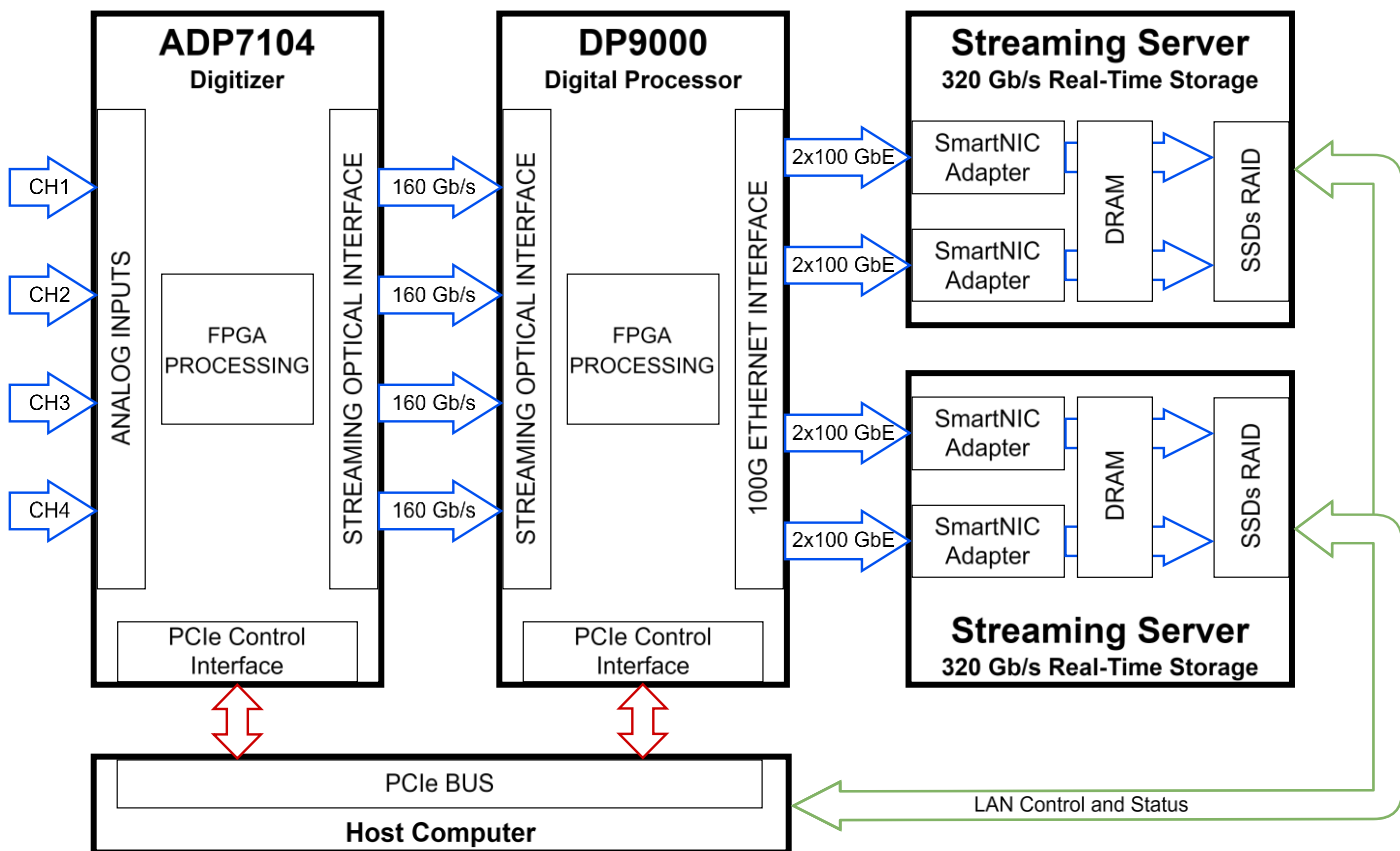 ADP7104
Digitizer
CH1
CH2
CH3
CH4
ANALOG INPUTS
FPGA
PROCESSING
STREAMING OPTICAL INTERFACE
PCIe Control
Interface
160 Gb/s
160 Gb/s
160 Gb/s
160 Gb/s
DP9000
Digital Processor
STREAMING OPTICAL INTERFACE
FPGA
PROCESSING
100G ETHERNET INTERFACE
PCIe Control
Interface
2x100 GbE
2x100 GbE
2x100 GbE
2x100 GbE
Streaming Server
320 Gb/s Real-Time Storage
SmartNIC
Adapter
SmartNIC
Adapter
DRAM
SSDs RAID
SmartNIC
Adapter
SmartNIC
Adapter
DRAM
SSDs RAID
Streaming Server
320 Gb/s Real-Time Storage
PCIe BUS
Host Computer
LAN Control and Status